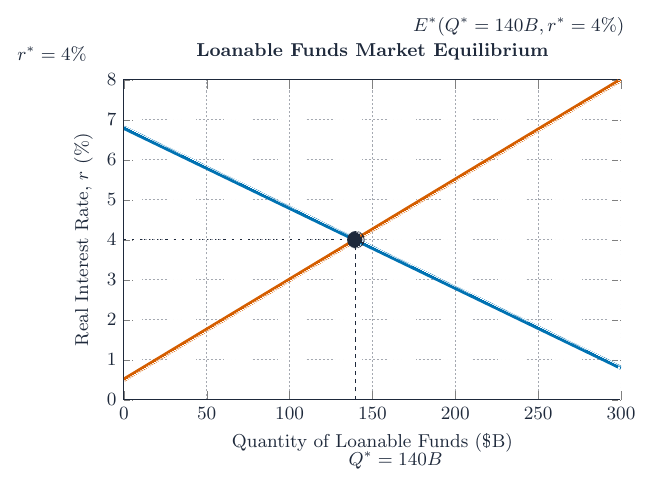 E*(Q* = 140B, r* = 4%)
r* = 4%
Loanable Funds Market Equilibrium
8
7
6
5
4
3
2
1
0
Real Interest Rate, r (%)
0 50 100 150 200 250 300
Quantity of Loanable Funds ($B)
Q* = 140B